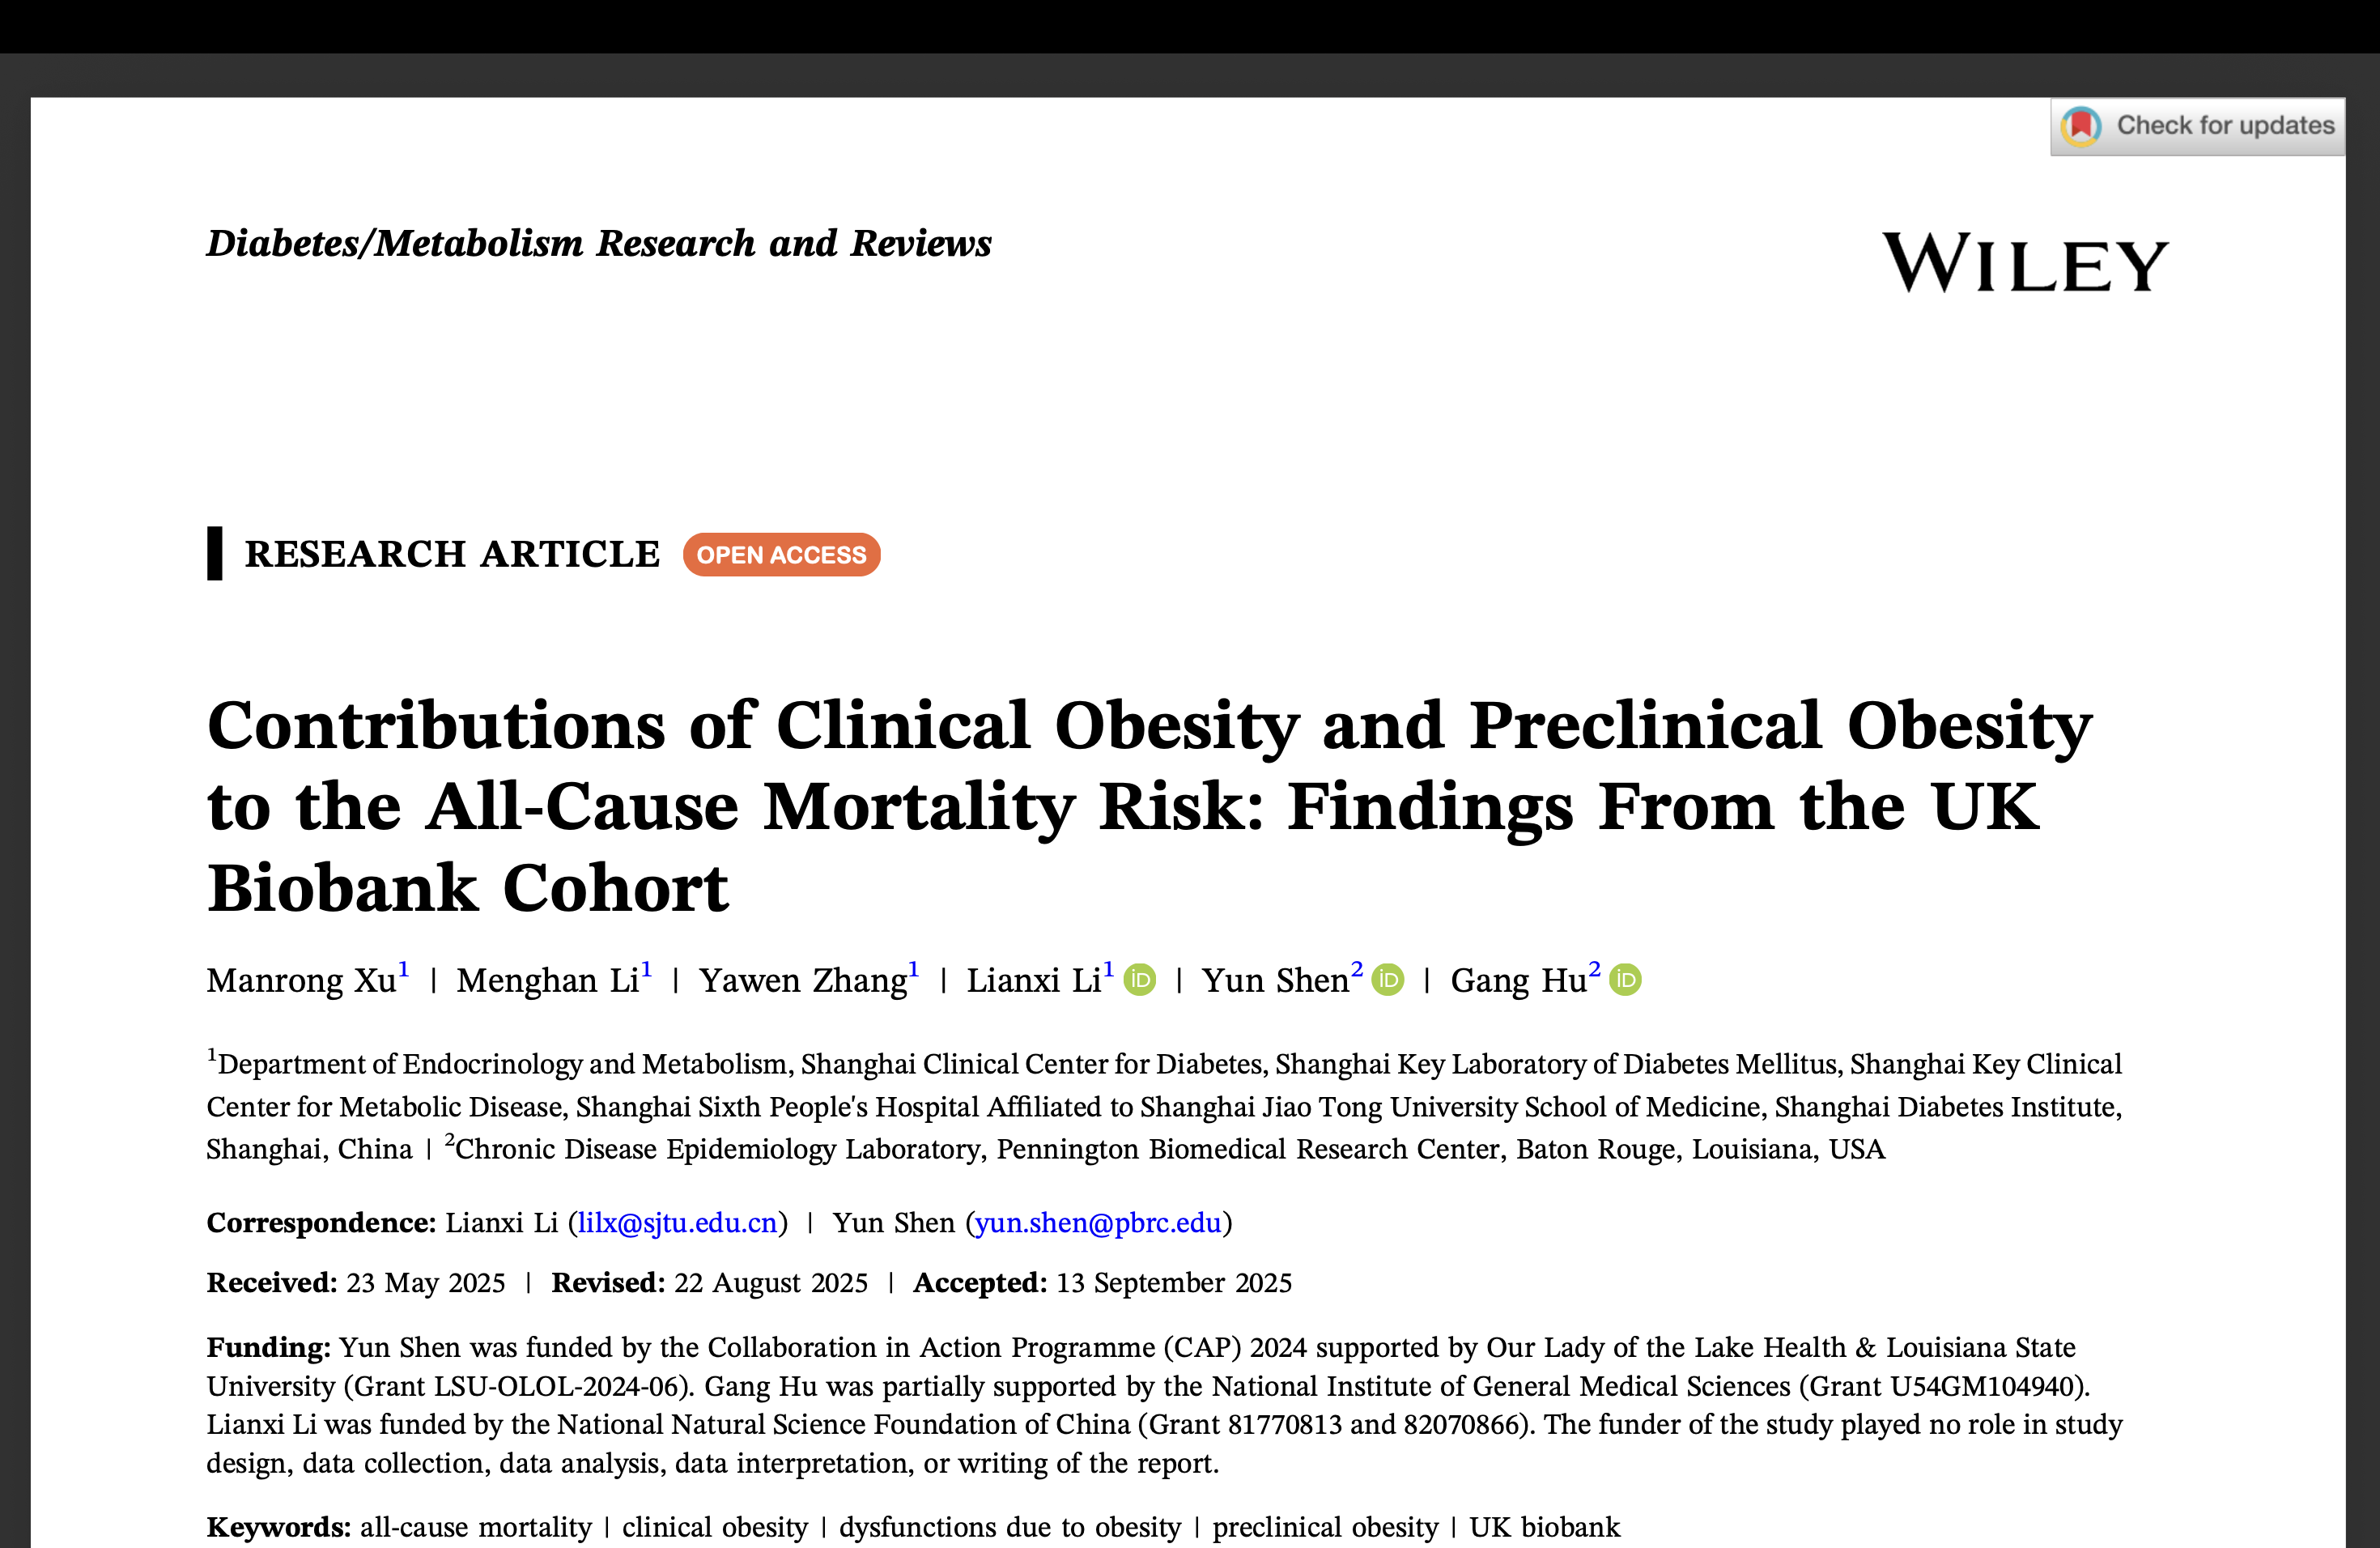 Check for updates
Diabetes/Metabolism Research and Reviews
WILEY
RESEARCH ARTICLE OPEN ACCESS
Contributions of Clinical Obesity and Preclinical Obesity
to the All-Cause Mortality Risk: Findings From the UK
Biobank Cohort
Manrong Xu1 | Menghan Li1 | Yawen Zhang1 | Lianxi Li1 iD | Yun Shen2 iD | Gang Hu2 iD
1Department of Endocrinology and Metabolism, Shanghai Clinical Center for Diabetes, Shanghai Key Laboratory of Diabetes Mellitus, Shanghai Key Clinical
Center for Metabolic Disease, Shanghai Sixth People's Hospital Affiliated to Shanghai Jiao Tong University School of Medicine, Shanghai Diabetes Institute,
Shanghai, China | 2Chronic Disease Epidemiology Laboratory, Pennington Biomedical Research Center, Baton Rouge, Louisiana, USA
Correspondence: Lianxi Li (lilx@sjtu.edu.cn) | Yun Shen (yun.shen@pbrc.edu)
Received: 23 May 2025 | Revised: 22 August 2025 | Accepted: 13 September 2025
Funding: Yun Shen was funded by the Collaboration in Action Programme (CAP) 2024 supported by Our Lady of the Lake Health & Louisiana State
University (Grant LSU-OLOL-2024-06). Gang Hu was partially supported by the National Institute of General Medical Sciences (Grant U54GM104940).
Lianxi Li was funded by the National Natural Science Foundation of China (Grant 81770813 and 82070866). The funder of the study played no role in study
design, data collection, data analysis, data interpretation, or writing of the report.
Keywords: all-cause mortality | clinical obesity | dysfunctions due to obesity | preclinical obesity | UK biobank